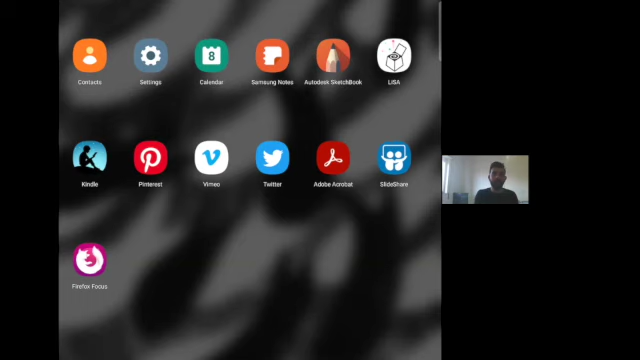 8
Contacts Settings Calendar Samsung Notes Autodesk SketchBook LiSA
Kindle Pinterest Vimeo Twitter Adobe Acrobat SlideShare
Firefox Focus